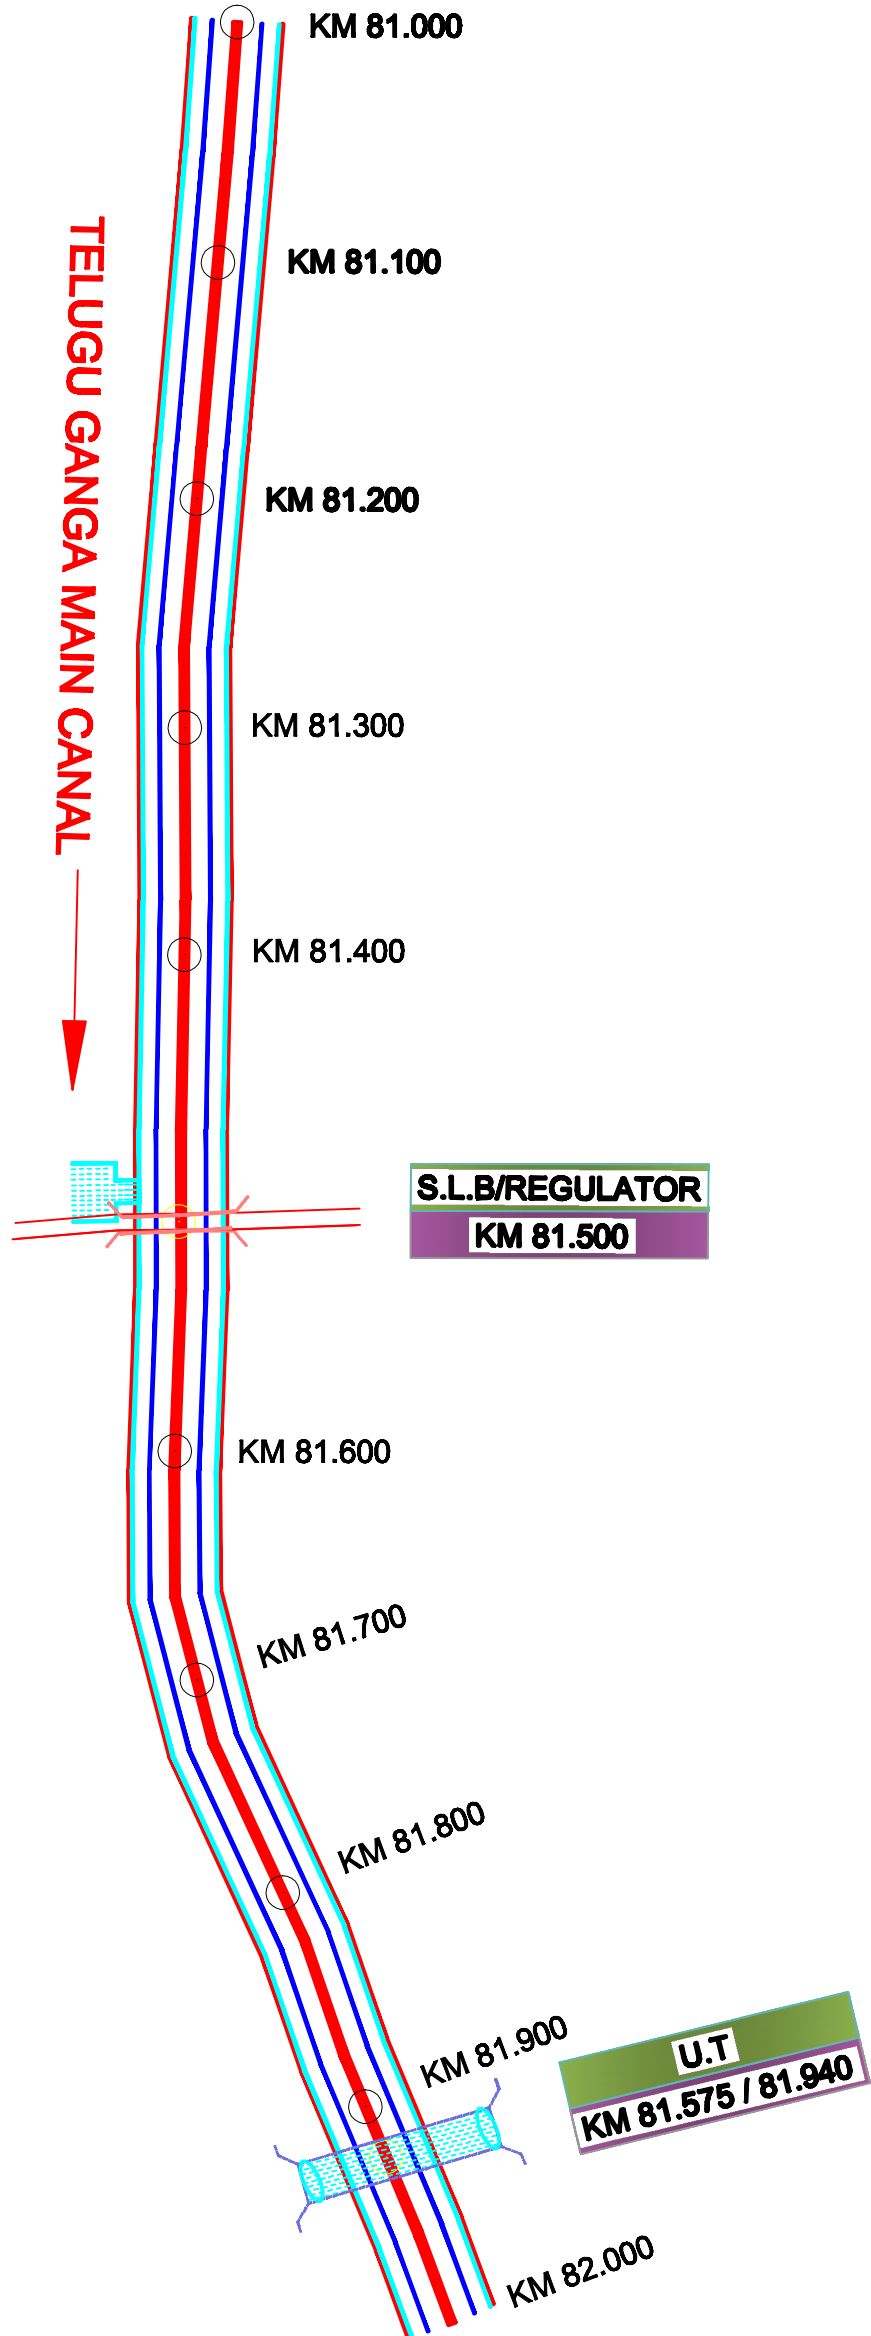 KM 81.000
KM 81.100
TELUGU GANGA MAIN CANAL
KM 81.200
KM 81.300
KM 81.400
S.L.B/REGULATOR
KM 81.500
KM 81.600
KM 81.700
KM 81.800
KM 81.900
U.T
KM 81.575 / 81.940
KM 82.000